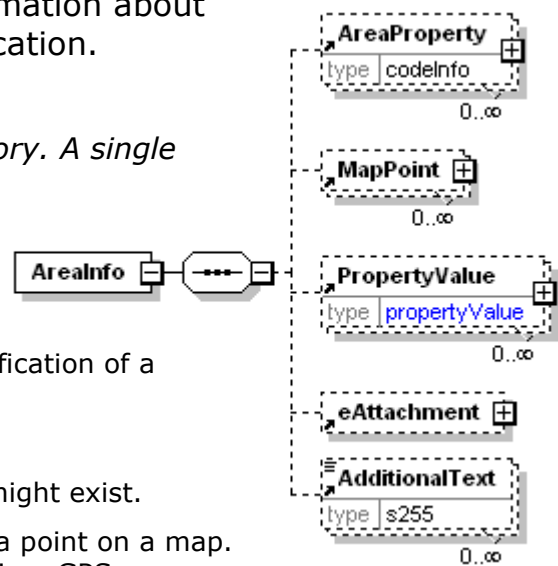 mation about
cation.
ory. A single
fication of a
night exist.
a point on a map.
GPS
AreaInfo
AreaProperty
type codeInfo
0..∞
MapPoint
0..∞
PropertyValue
type propertyValue
0..∞
eAttachment
AdditionalText
type s255
0..∞